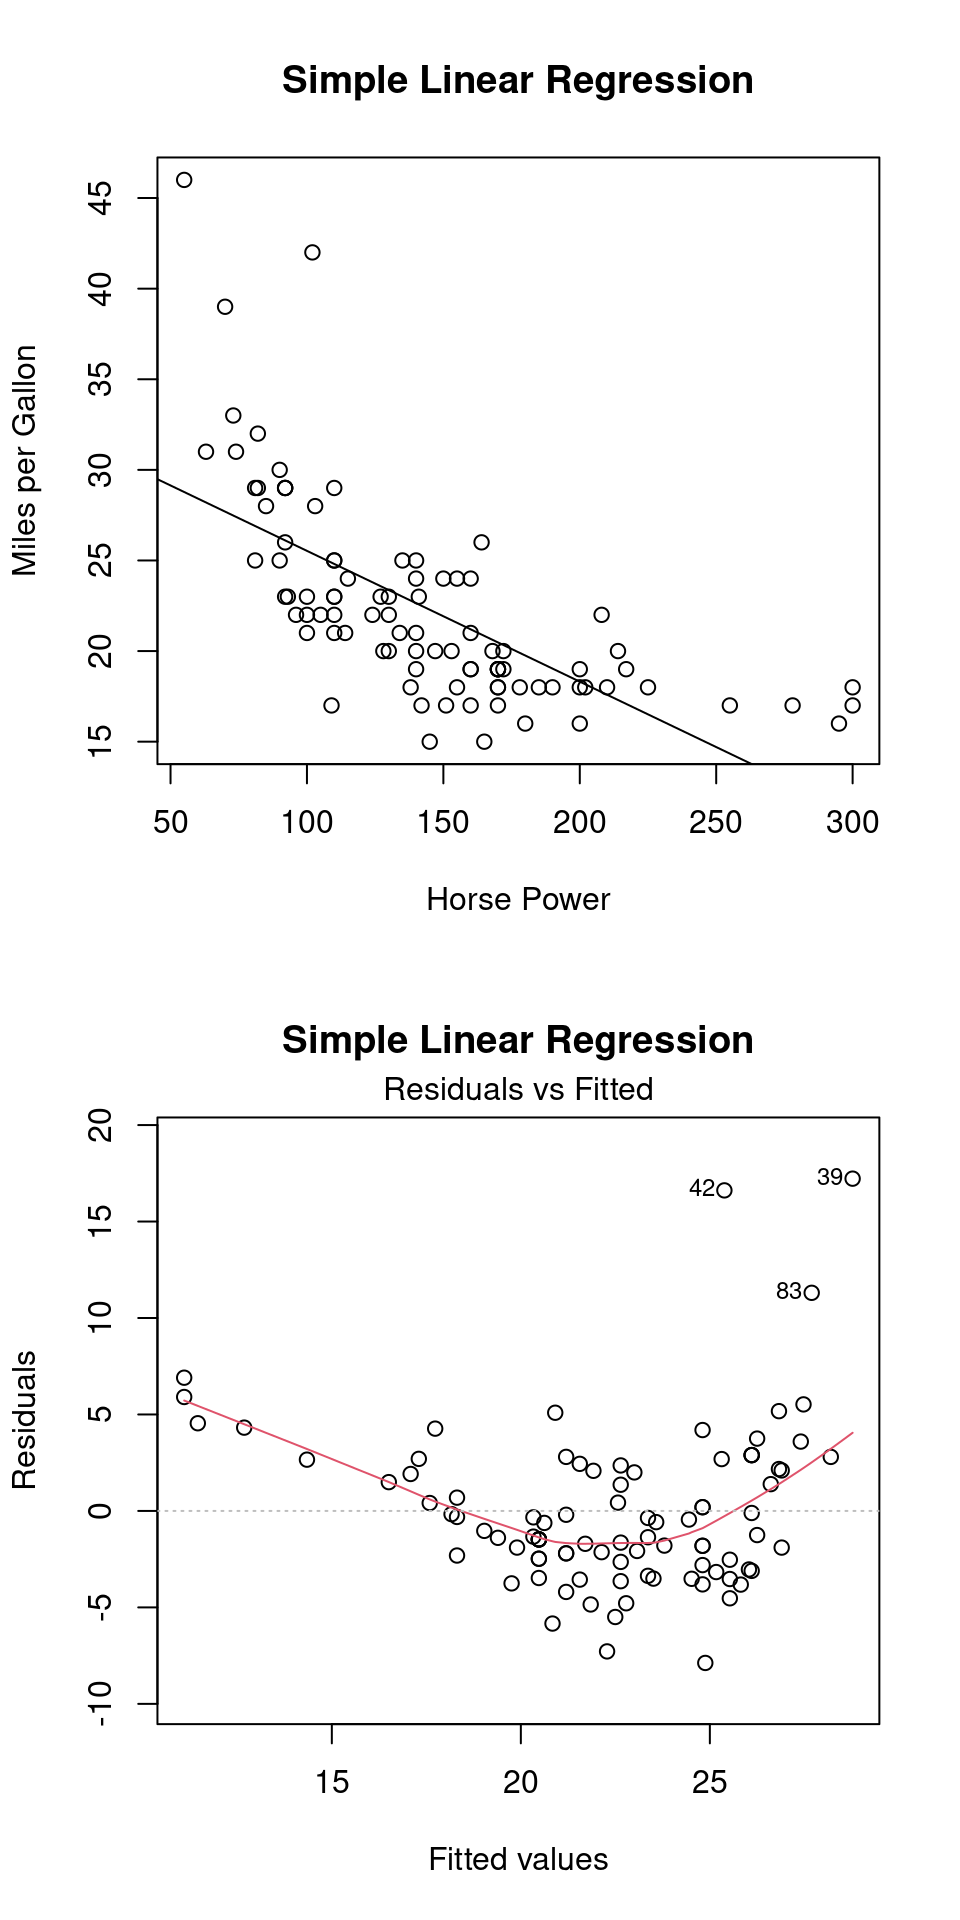 Simple Linear Regression
45
40
35
30
25
20
15
Miles per Gallon
50 100 150 200 250 300
Horse Power
Simple Linear Regression
Residuals vs Fitted
20
15
10
5
0
-5
-10
Residuals
42
39
83
15 20 25
Fitted values